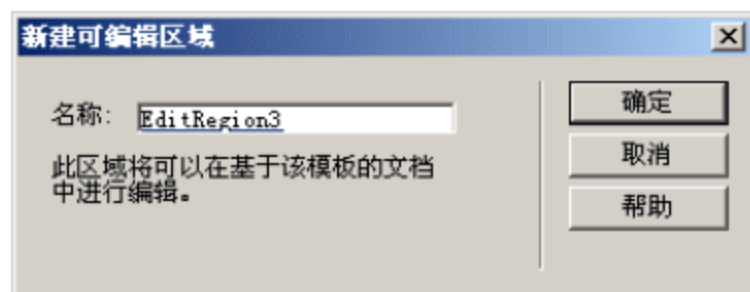 新建可编辑区域
名称: EditRegion3
此区域将可以在基于该模板的文档
中进行编辑。
确定
取消
帮助